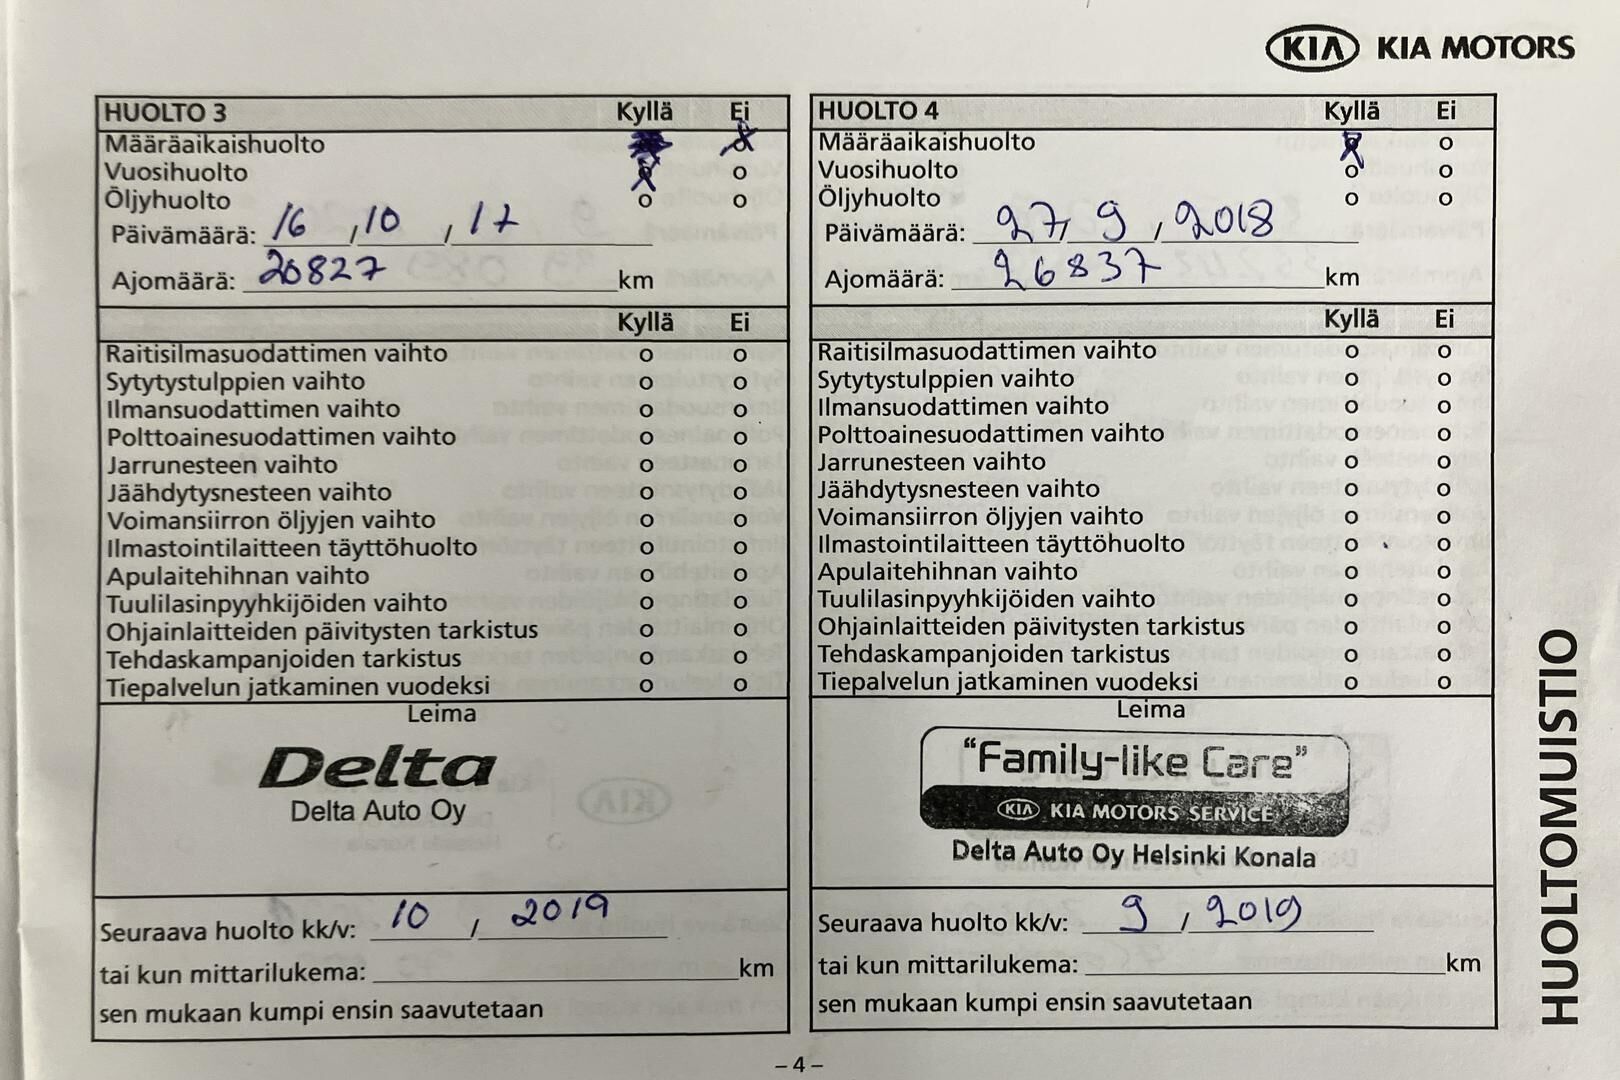 KIA KIA MOTORS
HUOLTO 3 Kyllä Ei
Määräaikaishuolto
Vuosihuolto o
Öljyhuolto o o
Päivämäärä: 16 , 10 / 17
Ajomäärä: 20827 km
Kyllä Ei
Raitisilmasuodattimen vaihto o o
Sytytystulppien vaihto o o
Ilmansuodattimen vaihto o o
Polttoainesuodattimen vaihto o o
Jarrunesteen vaihto o o
Jäähdytysnesteen vaihto o o
Voimansiirron öljyjen vaihto o o
Ilmastointilaitteen täyttöhuolto o o
Apulaitehihnan vaihto o o
Tuulilasinpyyhkijöiden vaihto o o
Ohjainlaitteiden päivitysten tarkistus o o
Tehdaskampanjoiden tarkistus o o
Tiepalvelun jatkaminen vuodeksi o o
Leima
Delta
Delta Auto Oy
Seuraava huolto kk/v: 10 / 2019
tai kun mittarilukema: km
sen mukaan kumpi ensin saavutetaan
HUOLTO 4 Kyllä Ei
Määräaikaishuolto o
Vuosihuolto o o
Öljyhuolto o o
Päivämäärä: 27 / 9 / 2018
Ajomäärä: 26837 km
Kyllä Ei
Raitisilmasuodattimen vaihto o o
Sytytystulppien vaihto o o
Ilmansuodattimen vaihto o o
Polttoainesuodattimen vaihto o o
Jarrunesteen vaihto o o
Jäähdytysnesteen vaihto o o
Voimansiirron öljyjen vaihto o o
Ilmastointilaitteen täyttöhuolto o o
Apulaitehihnan vaihto o o
Tuulilasinpyyhkijöiden vaihto o o
Ohjainlaitteiden päivitysten tarkistus o o
Tehdaskampanjoiden tarkistus o o
Tiepalvelun jatkaminen vuodeksi o o
Leima
"Family-like Care"
KIA KIA MOTORS SERVICE
Delta Auto Oy Helsinki Konala
Seuraava huolto kk/v: 9 / 2019
tai kun mittarilukema: km
sen mukaan kumpi ensin saavutetaan
HUOLTOMUISTIO
– 4 –